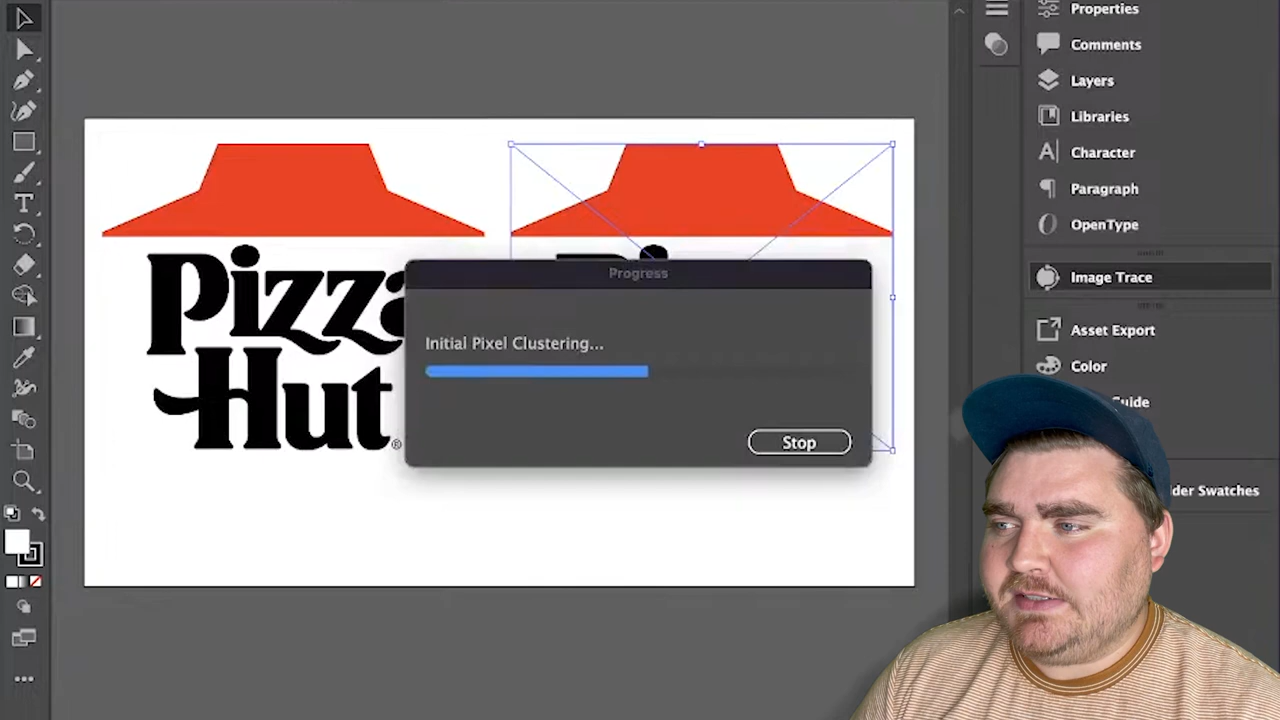 Properties
Comments
Layers
Libraries
Character
Paragraph
OpenType
Image Trace
Asset Export
Color
Guide
der Swatches
Pizza
Hut®
Progress
Initial Pixel Clustering...
Stop